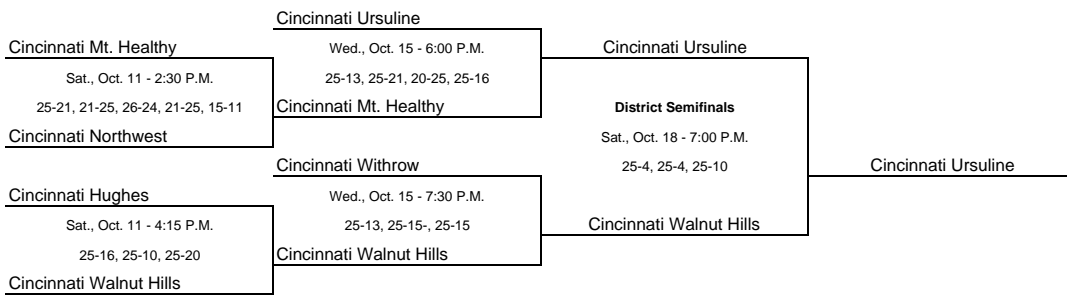 Cincinnati Ursuline
Cincinnati Mt. Healthy
Wed., Oct. 15 - 6:00 P.M.
Cincinnati Ursuline
Sat., Oct. 11 - 2:30 P.M.
25-13, 25-21, 20-25, 25-16
25-21, 21-25, 26-24, 21-25, 15-11
Cincinnati Mt. Healthy
District Semifinals
Cincinnati Northwest
Sat., Oct. 18 - 7:00 P.M.
Cincinnati Withrow
25-4, 25-4, 25-10
Cincinnati Ursuline
Cincinnati Hughes
Wed., Oct. 15 - 7:30 P.M.
Sat., Oct. 11 - 4:15 P.M.
25-13, 25-15-, 25-15
Cincinnati Walnut Hills
25-16, 25-10, 25-20
Cincinnati Walnut Hills
Cincinnati Walnut Hills